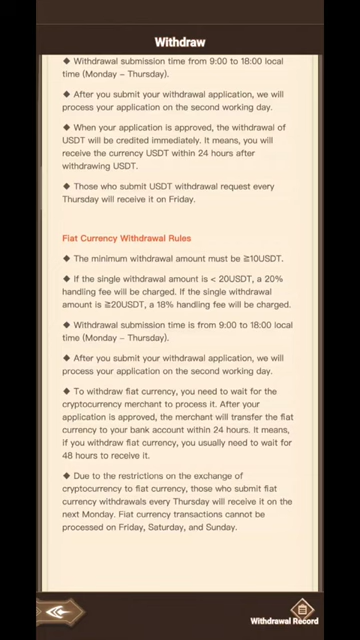 Withdraw
◆ Withdrawal submission time from 9:00 to 18:00 local
time (Monday – Thursday).
◆ After you submit your withdrawal application, we will
process your application on the second working day.
◆ When your application is approved, the withdrawal of
USDT will be credited immediately. It means, you will
receive the currency USDT within 24 hours after
withdrawing USDT.
◆ Those who submit USDT withdrawal request every
Thursday will receive it on Friday.
Fiat Currency Withdrawal Rules
◆ The minimum withdrawal amount must be ≧10USDT.
◆ If the single withdrawal amount is < 20USDT, a 20%
handling fee will be charged. If the single withdrawal
amount is ≧20USDT, a 18% handling fee will be charged.
◆ Withdrawal submission time is from 9:00 to 18:00 local
time (Monday – Thursday).
◆ After you submit your withdrawal application, we will
process your application on the second working day.
◆ To withdraw fiat currency, you need to wait for the
cryptocurrency merchant to process it. After your
application is approved, the merchant will transfer the fiat
currency to your bank account within 24 hours. It means,
if you withdraw fiat currency, you usually need to wait for
48 hours to receive it.
◆ Due to the restrictions on the exchange of
cryptocurrency to fiat currency, those who submit fiat
currency withdrawals every Thursday will receive it on the
next Monday. Fiat currency transactions cannot be
processed on Friday, Saturday, and Sunday.
Withdrawal Record